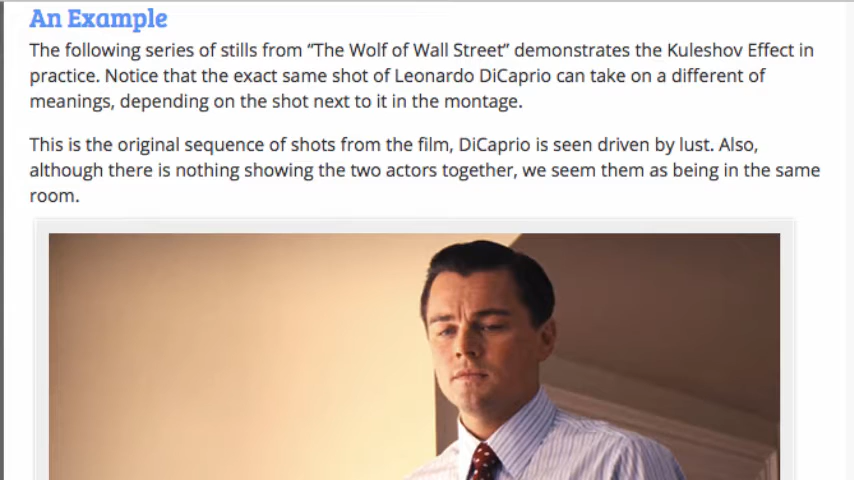 An Example
The following series of stills from “The Wolf of Wall Street” demonstrates the Kuleshov Effect in
practice. Notice that the exact same shot of Leonardo DiCaprio can take on a different of
meanings, depending on the shot next to it in the montage.
This is the original sequence of shots from the film, DiCaprio is seen driven by lust. Also,
although there is nothing showing the two actors together, we seem them as being in the same
room.